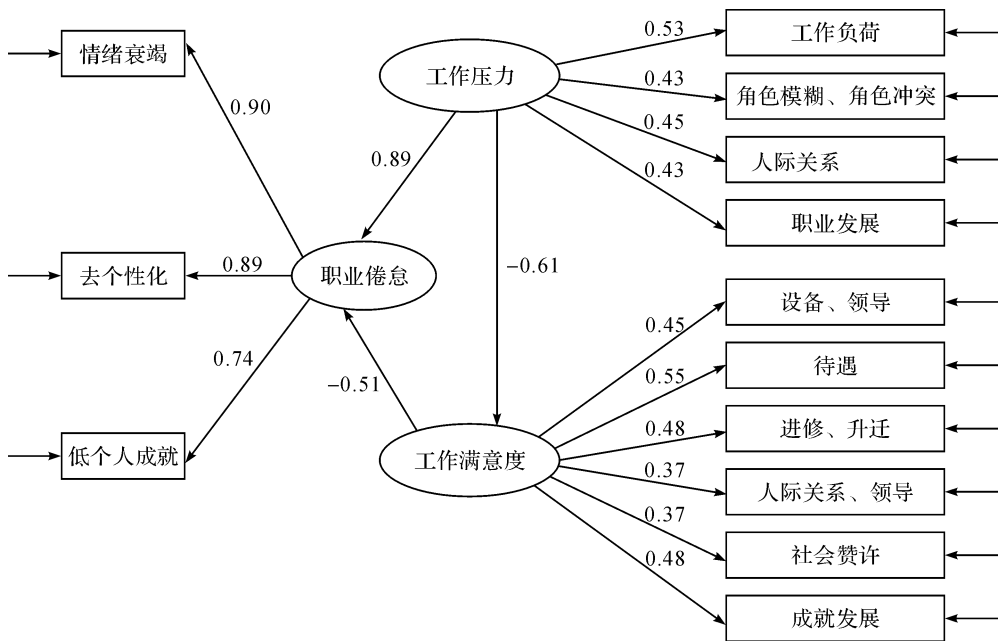 情绪衰竭
0.90
去个性化
0.89
0.74
低个人成就
工作压力
0.89
职业倦怠
−0.61
−0.51
工作满意度
0.53
工作负荷
0.43
角色模糊、角色冲突
0.45
人际关系
0.43
职业发展
0.45
设备、领导
0.55
待遇
0.48
进修、升迁
0.37
人际关系、领导
0.37
社会赞许
0.48
成就发展